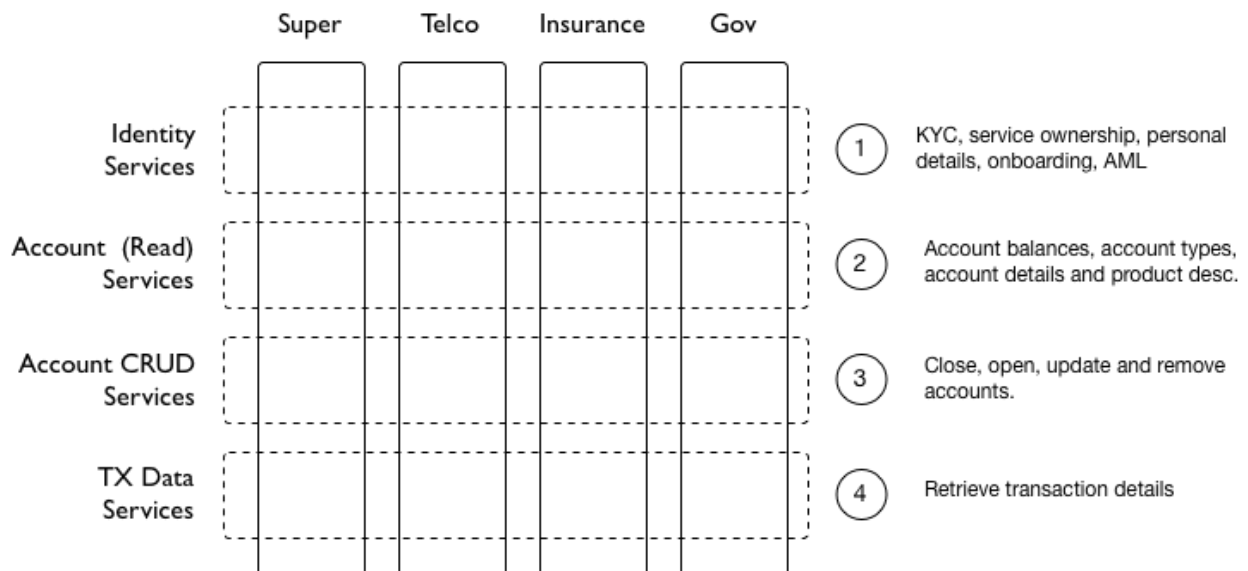 Super Telco Insurance Gov
Identity
Services
1
KYC, service ownership, personal
details, onboarding, AML
Account (Read)
Services
2
Account balances, account types,
account details and product desc.
Account CRUD
Services
3
Close, open, update and remove
accounts.
TX Data
Services
4
Retrieve transaction details